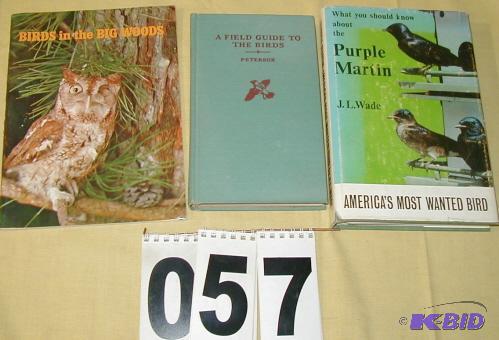 BIRDS in the BIG WOODS
A FIELD GUIDE TO
THE BIRDS
PETERSON
What you should know
about
the
Purple
Martin
J. L. Wade
AMERICA'S MOST WANTED BIRD
057
© K-BID